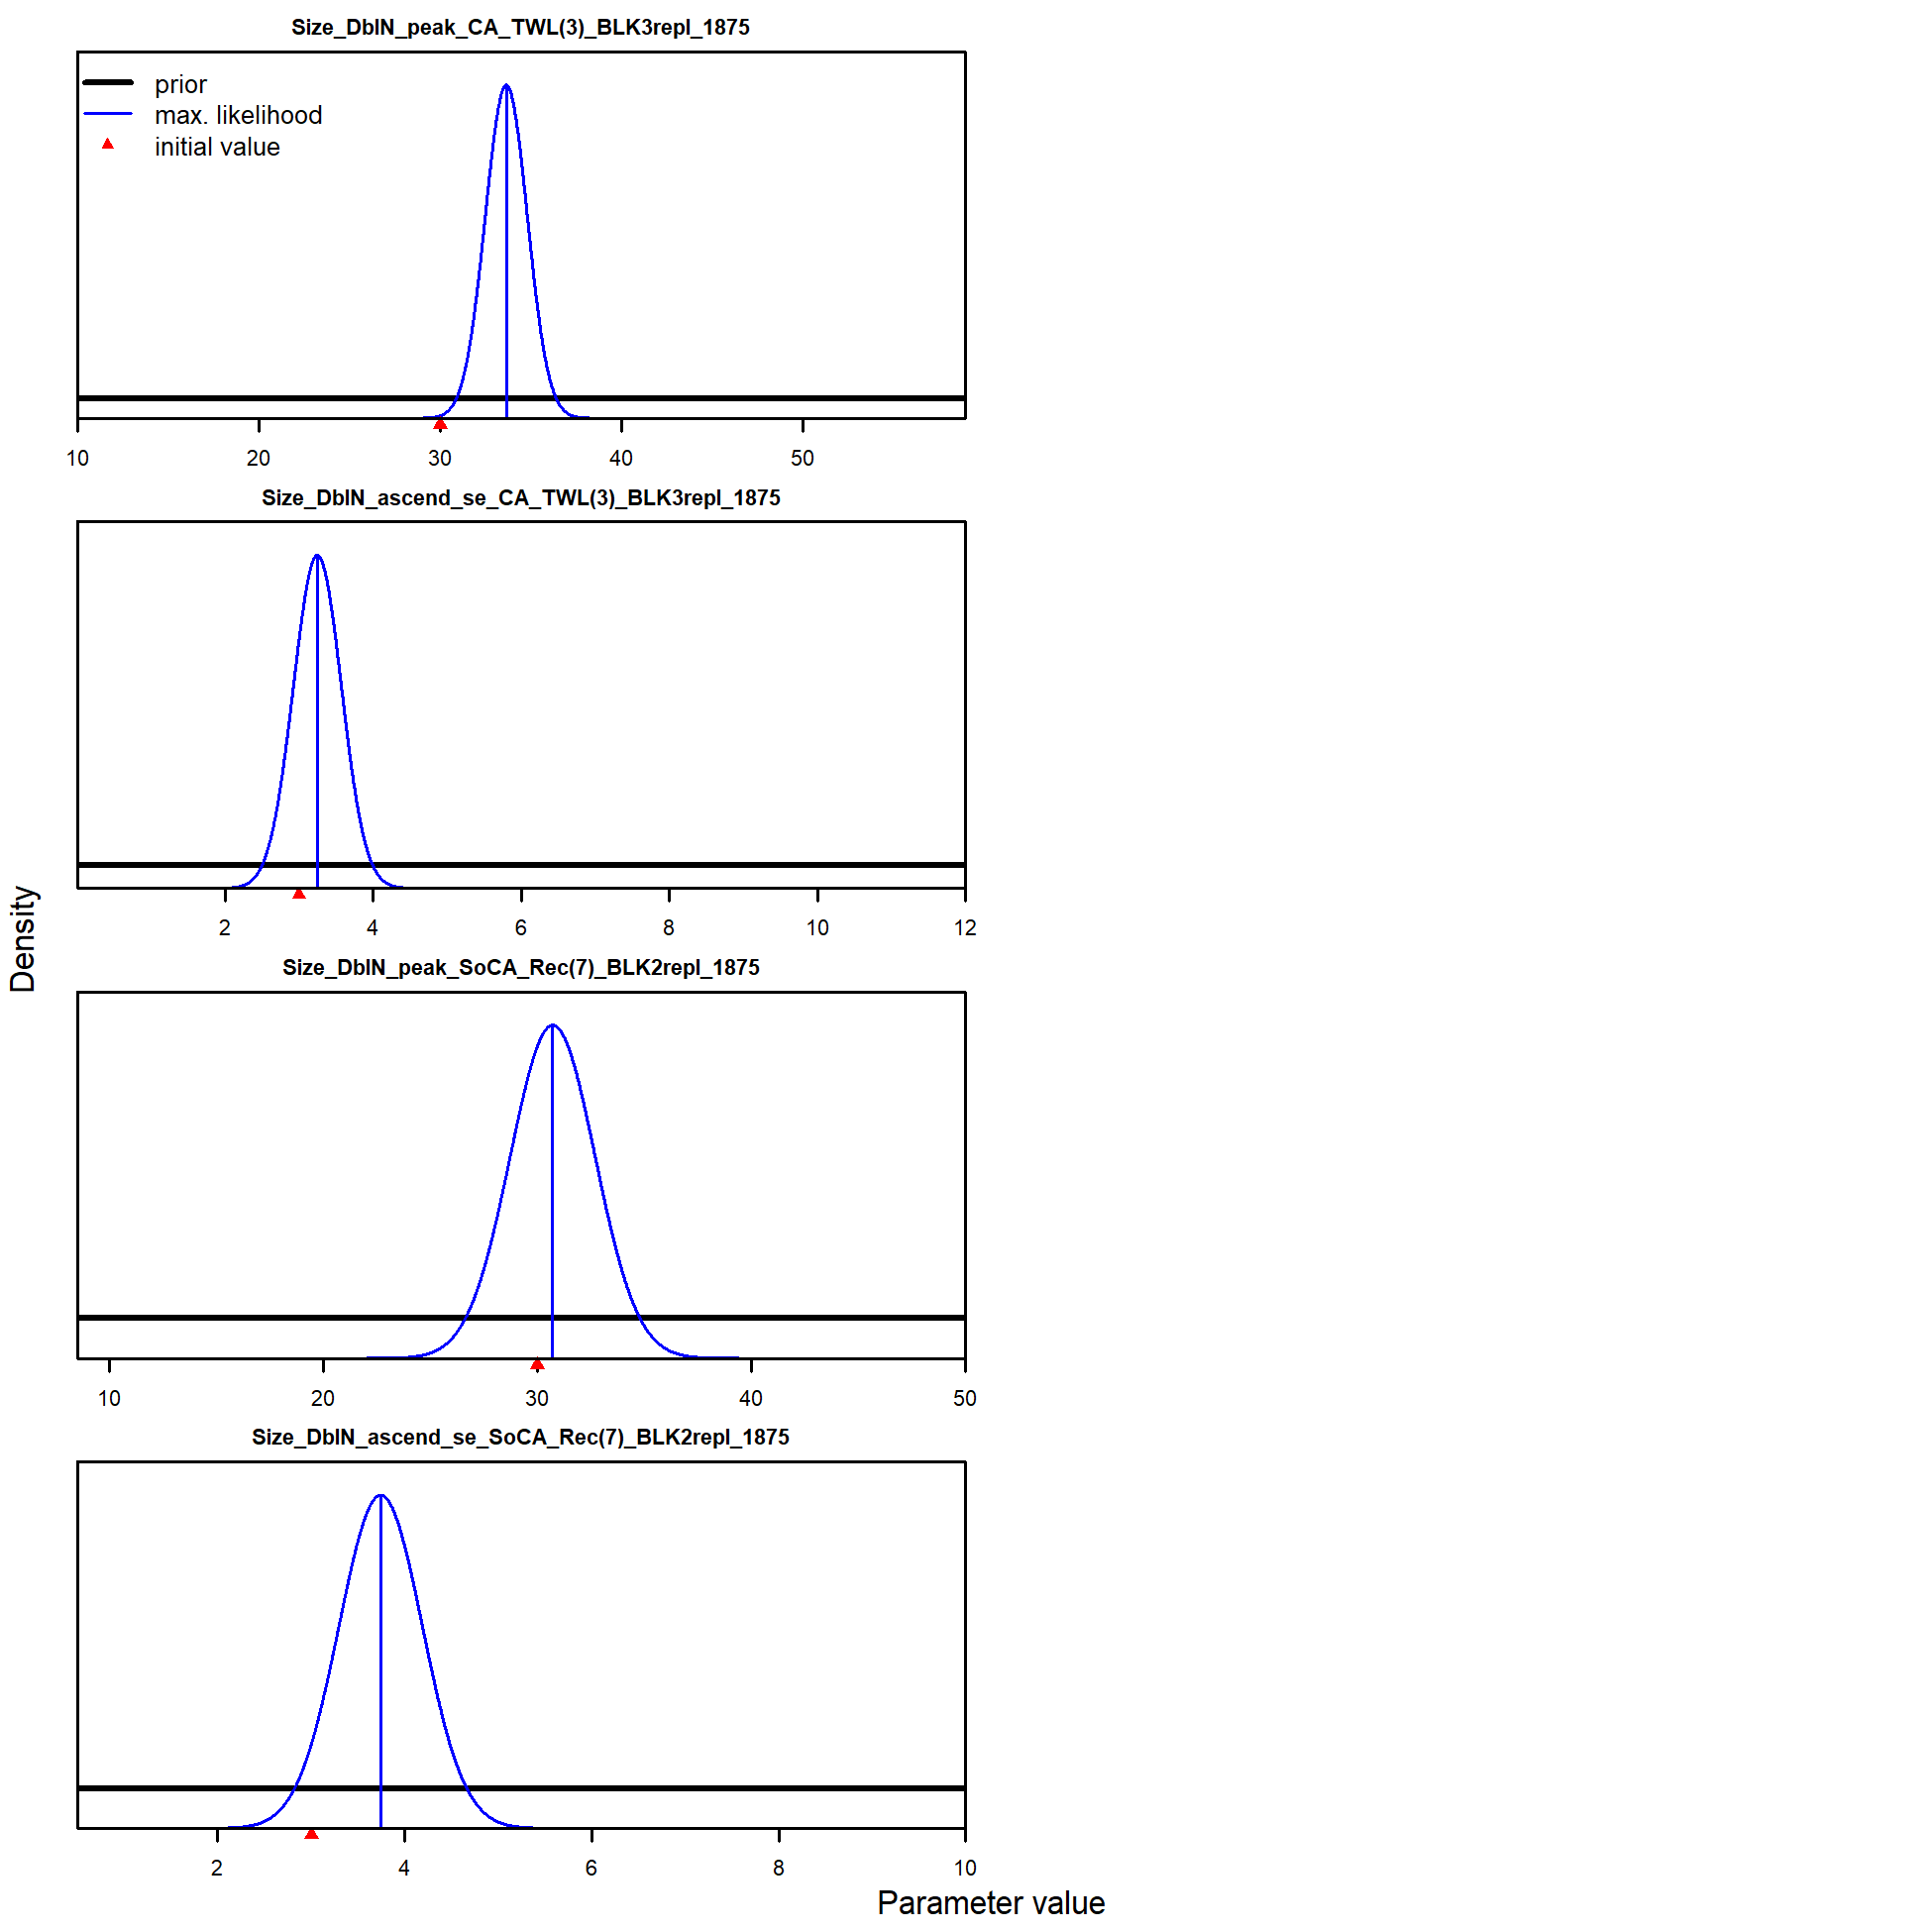 Size_DblN_peak_CA_TWL(3)_BLK3repl_1875
prior
max. likelihood
initial value
10 20 30 40 50
Size_DblN_ascend_se_CA_TWL(3)_BLK3repl_1875
2 4 6 8 10 12
Density
Size_DblN_peak_SoCA_Rec(7)_BLK2repl_1875
10 20 30 40 50
Size_DblN_ascend_se_SoCA_Rec(7)_BLK2repl_1875
2 4 6 8 10
Parameter value